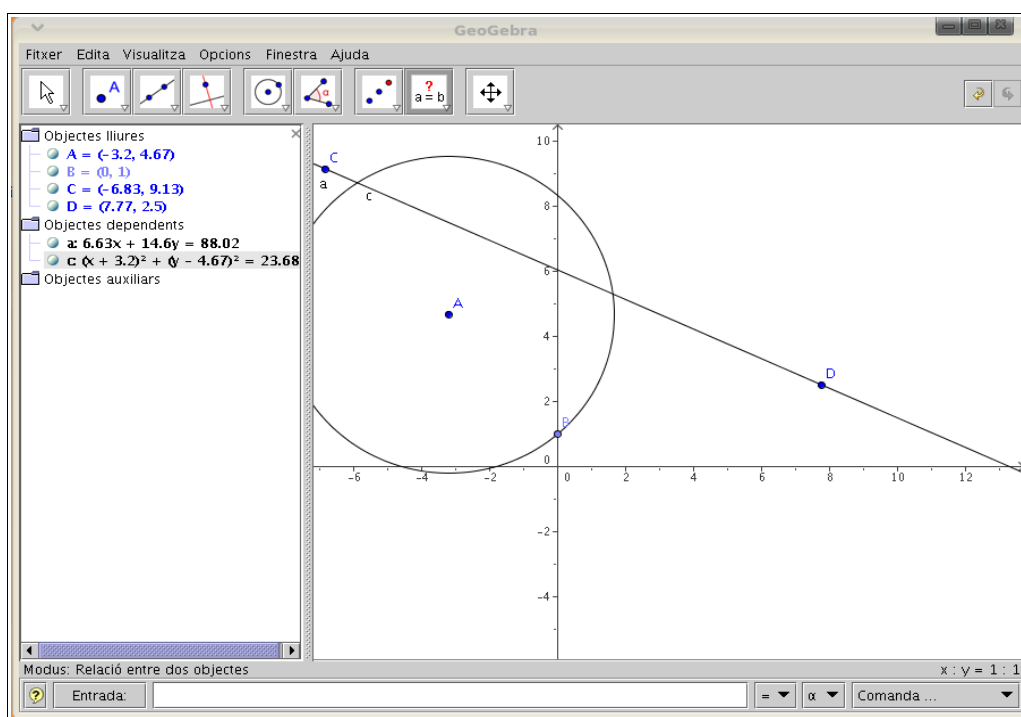 GeoGebra
Fitxer Edita Visualitza Opcions Finestra Ajuda
A α ? a = b
Objectes lliures
A = (-3.2, 4.67)
B = (0, 1)
C = (-6.83, 9.13)
D = (7.77, 2.5)
Objectes dependents
a: 6.63x + 14.6y = 88.02
c: (x + 3.2)² + (y - 4.67)² = 23.68
Objectes auxiliars
10
C
a
c
8
6
A
4
D
2
B
0
-6 -4 -2 0 2 4 6 8 10 12
-2
-4
Modus: Relació entre dos objectes x : y = 1 : 1
? Entrada: = α Comanda ...